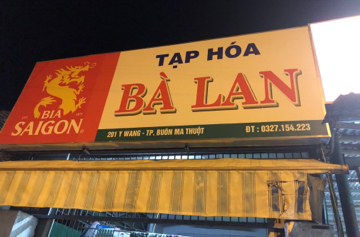 TẠP HÓA
BÀ LAN
BIA
SAIGON
201 Y WANG - TP. BUÔN MA THUỘT
ĐT : 0327.154.223